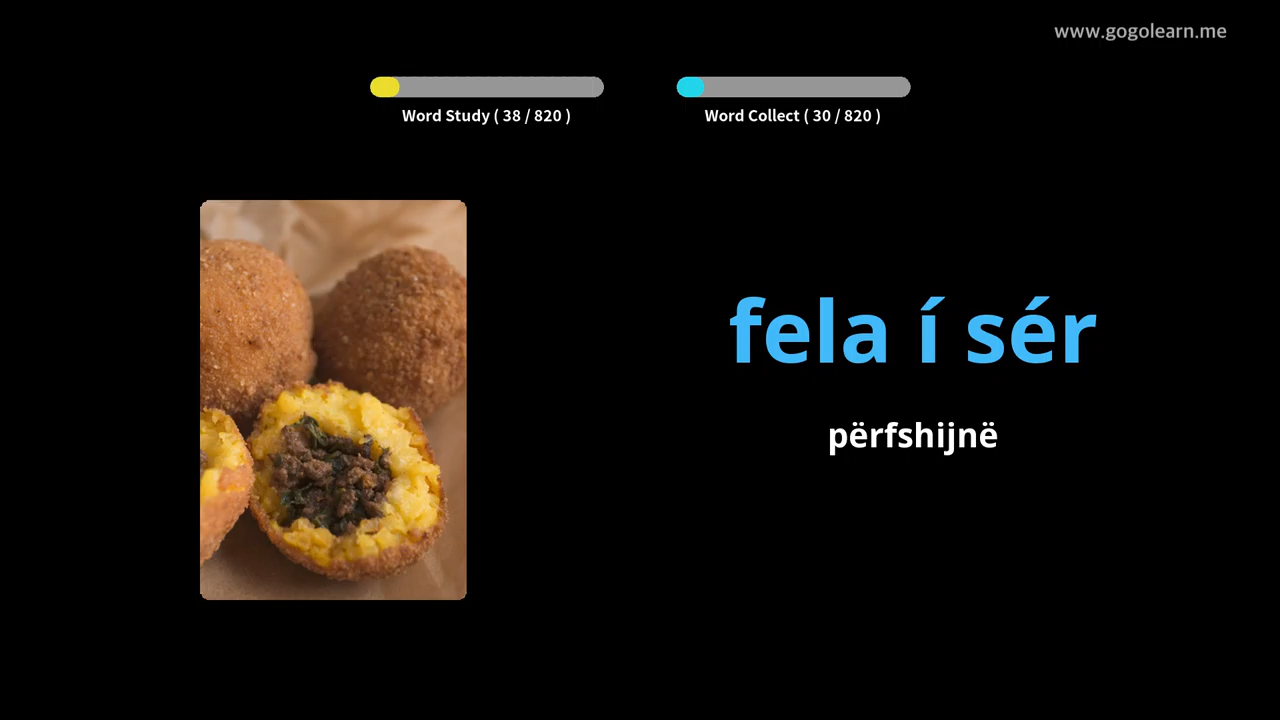 www.gogolearn.me
Word Study ( 38 / 820 )
Word Collect ( 30 / 820 )
fela í sér
përfshijnë